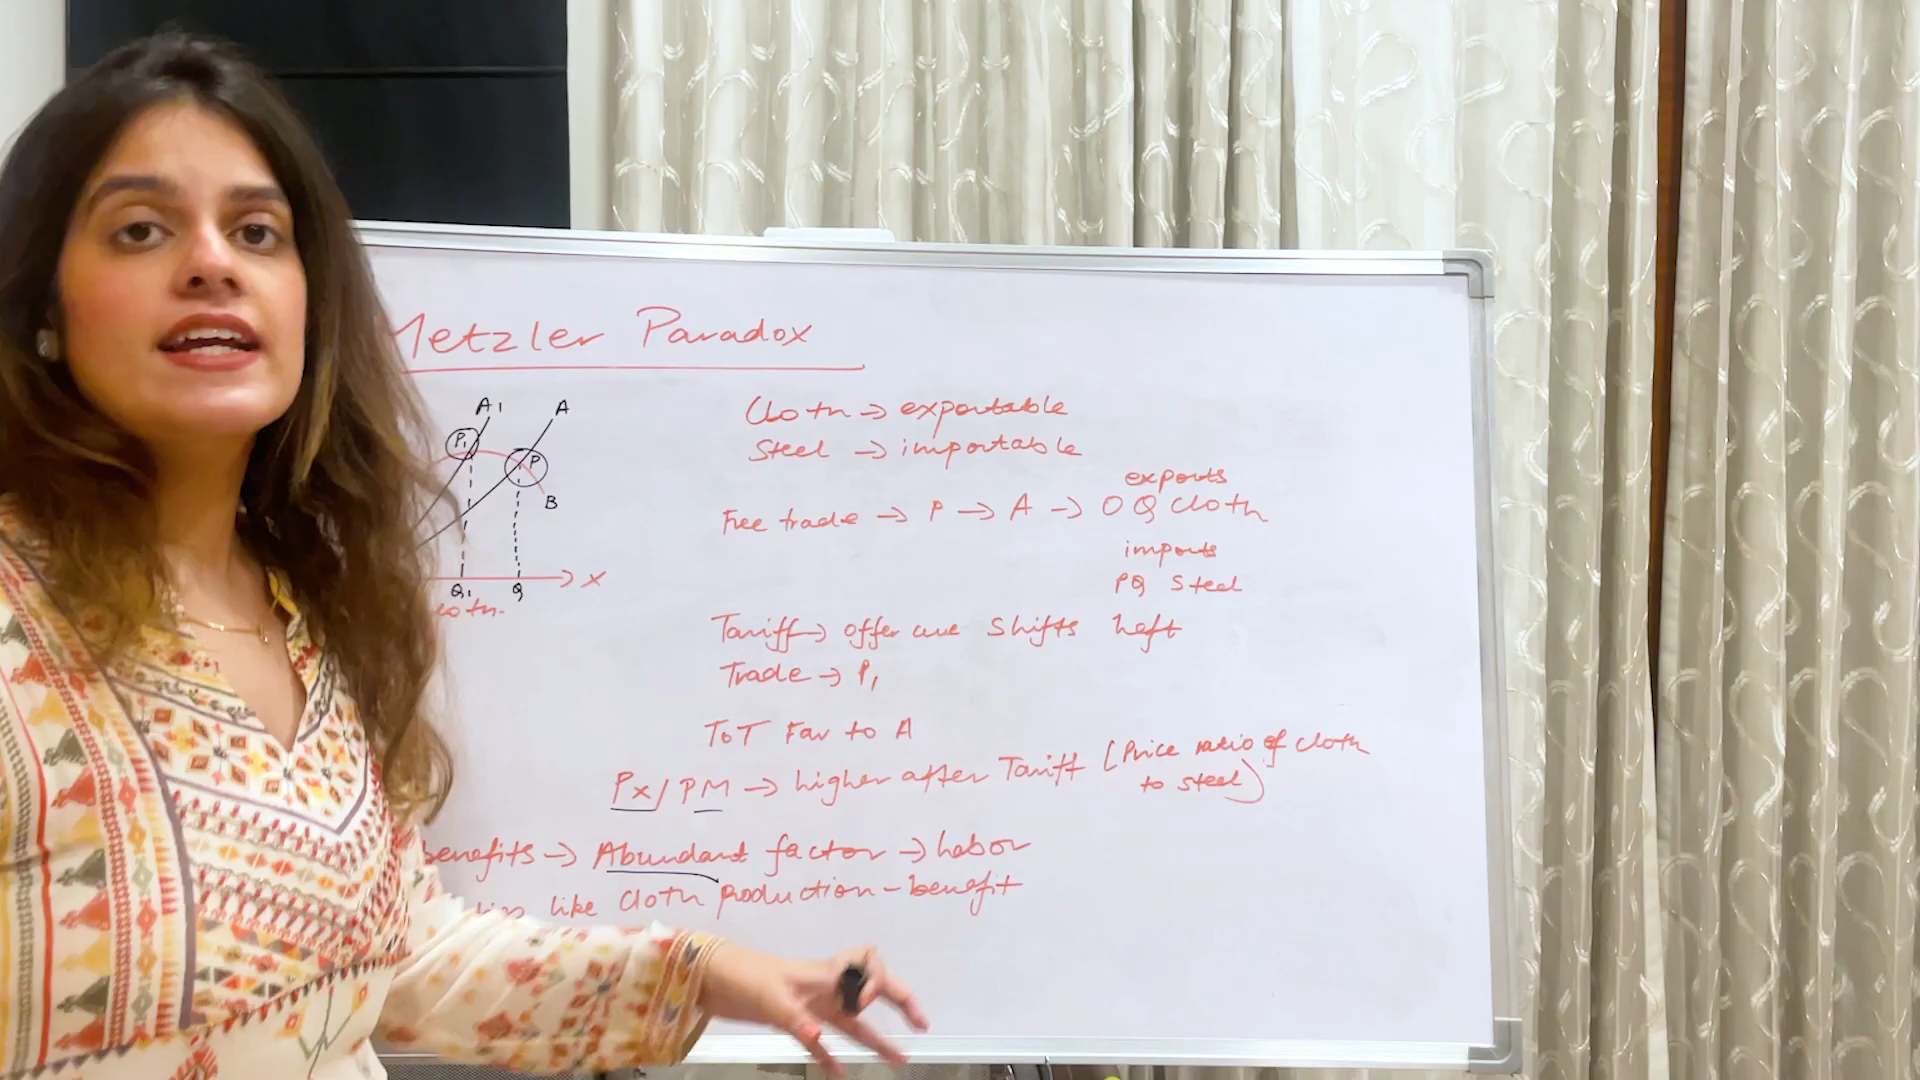 Metzler Paradox
A1 A
P1 P
B
Q1 Q X
Cloth → exportable
Steel → importable
exports
Free trade → P → A → OQ Cloth
imports
PQ Steel
Tariff → offer cuve shifts left
Trade → P1
ToT Fav to A
Px / PM → higher after Tariff (Price ratio of cloth
to steel)
benefits → Abundant factor → Labor
like Cloth production - benefit